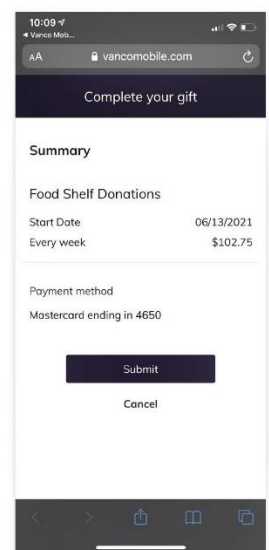 10:09
◀ Vanco Mob...
AA vancomobile.com
Complete your gift
Summary
Food Shelf Donations
Start Date 06/13/2021
Every week $102.75
Payment method
Mastercard ending in 4650
Submit
Cancel